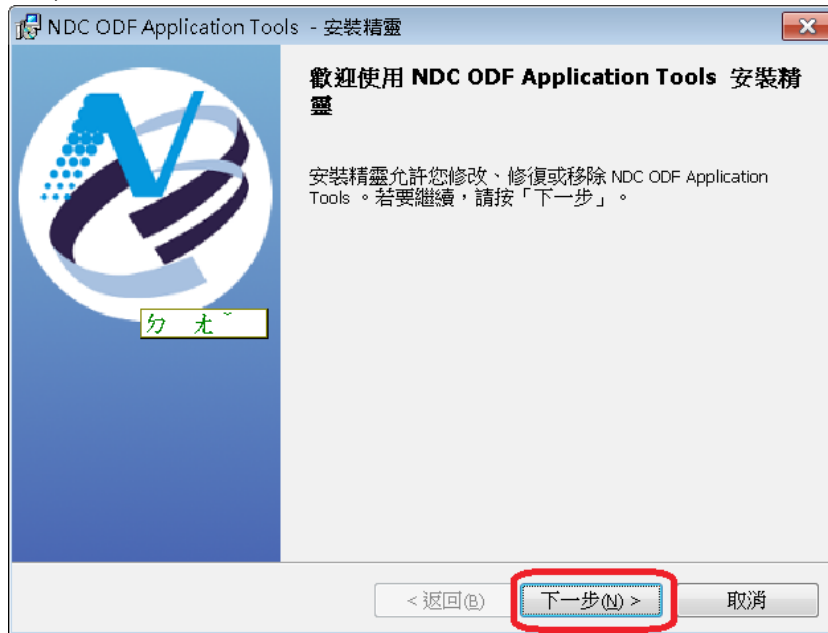 NDC ODF Application Tools - 安裝精靈
歡迎使用 NDC ODF Application Tools 安裝精
靈
安裝精靈允許您修改、修復或移除 NDC ODF Application
Tools 。若要繼續，請按「下一步」。
ㄉ ㄤˇ
< 返回(B) 下一步(N) > 取消